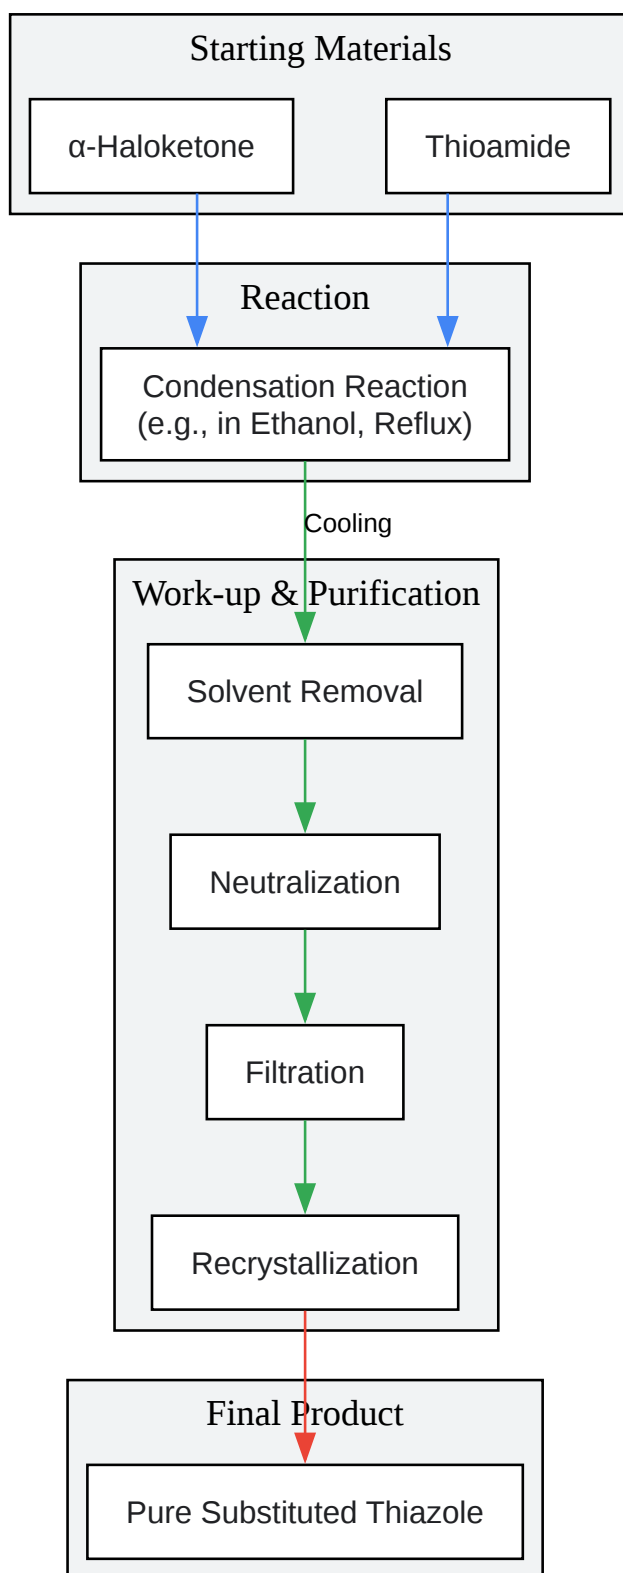 Starting Materials
α-Haloketone
Thioamide
Reaction
Condensation Reaction
(e.g., in Ethanol, Reflux)
Cooling
Work-up & Purification
Solvent Removal
Neutralization
Filtration
Recrystallization
Final Product
Pure Substituted Thiazole